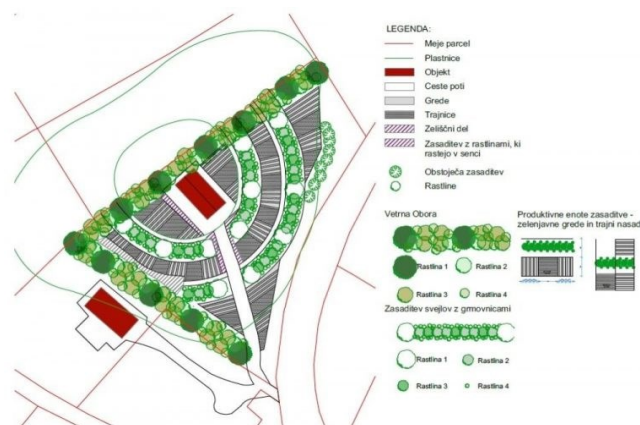 LEGENDA:
Meje parcel
Plastnice
Objekt
Ceste poti
Grede
Trajnice
Zeliščni del
Zasaditev z rastlinami, ki
rastejo v senci
Obstoječa zasaditev
Rastline
Vetrna Obora
Rastlina 1
Rastlina 2
Rastlina 3
Rastlina 4
Produktivne enote zasaditve -
zelenjavne grede in trajni nasad
Zasaditev svejlov z grmovnicami
Rastlina 1
Rastlina 2
Rastlina 3
Rastlina 4